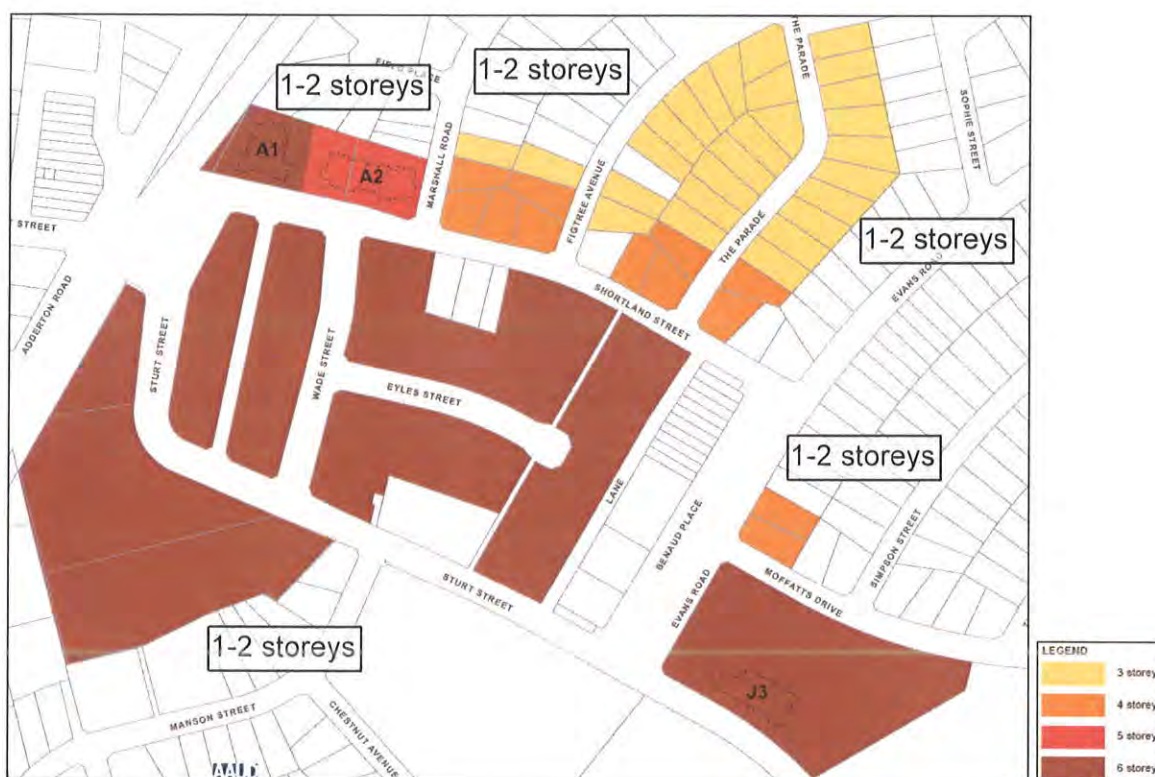 THE PARADE
1-2 storeys
1-2 storeys
FIELD PLACE
SOPHIE STREET
MARSHALL ROAD
A1
A2
FIGTREE AVENUE
THE PARADE
STREET
1-2 storeys
EVANS ROAD
ADDERTON ROAD
SHORTLAND STREET
STURT STREET
WADE STREET
EYLES STREET
1-2 storeys
LANE
BENAUD PLACE
SIMPSON STREET
MOFFATTS DRIVE
STURT STREET
EVANS ROAD
1-2 storeys
J3
MANSON STREET
CHESTNUT AVENUE
LEGEND
3 storey
4 storey
5 storey
6 storey